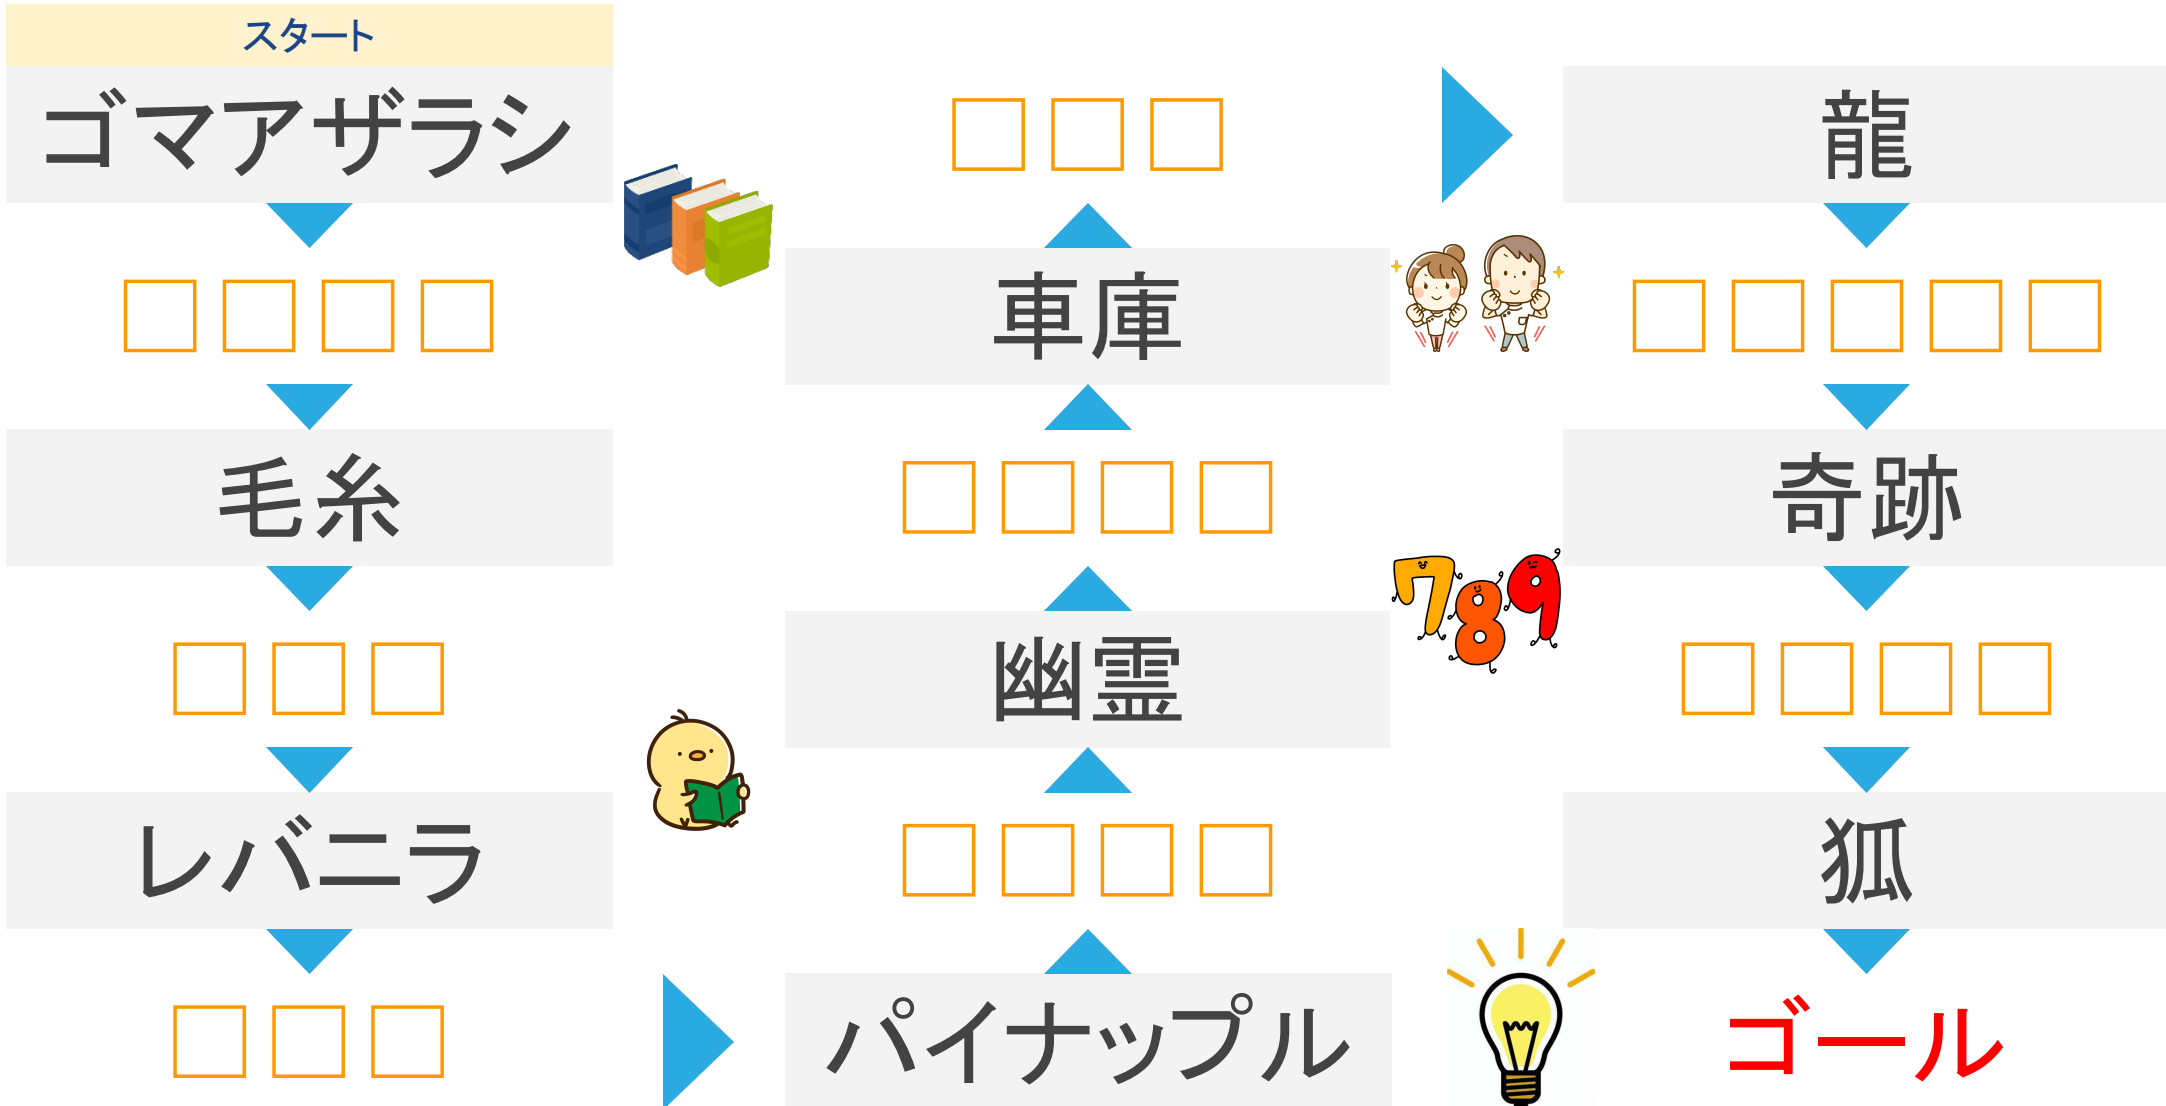 スタート
ゴマアザラシ
毛糸
レバニラ
パイナップル
幽霊
車庫
龍
奇跡
狐
ゴール
789